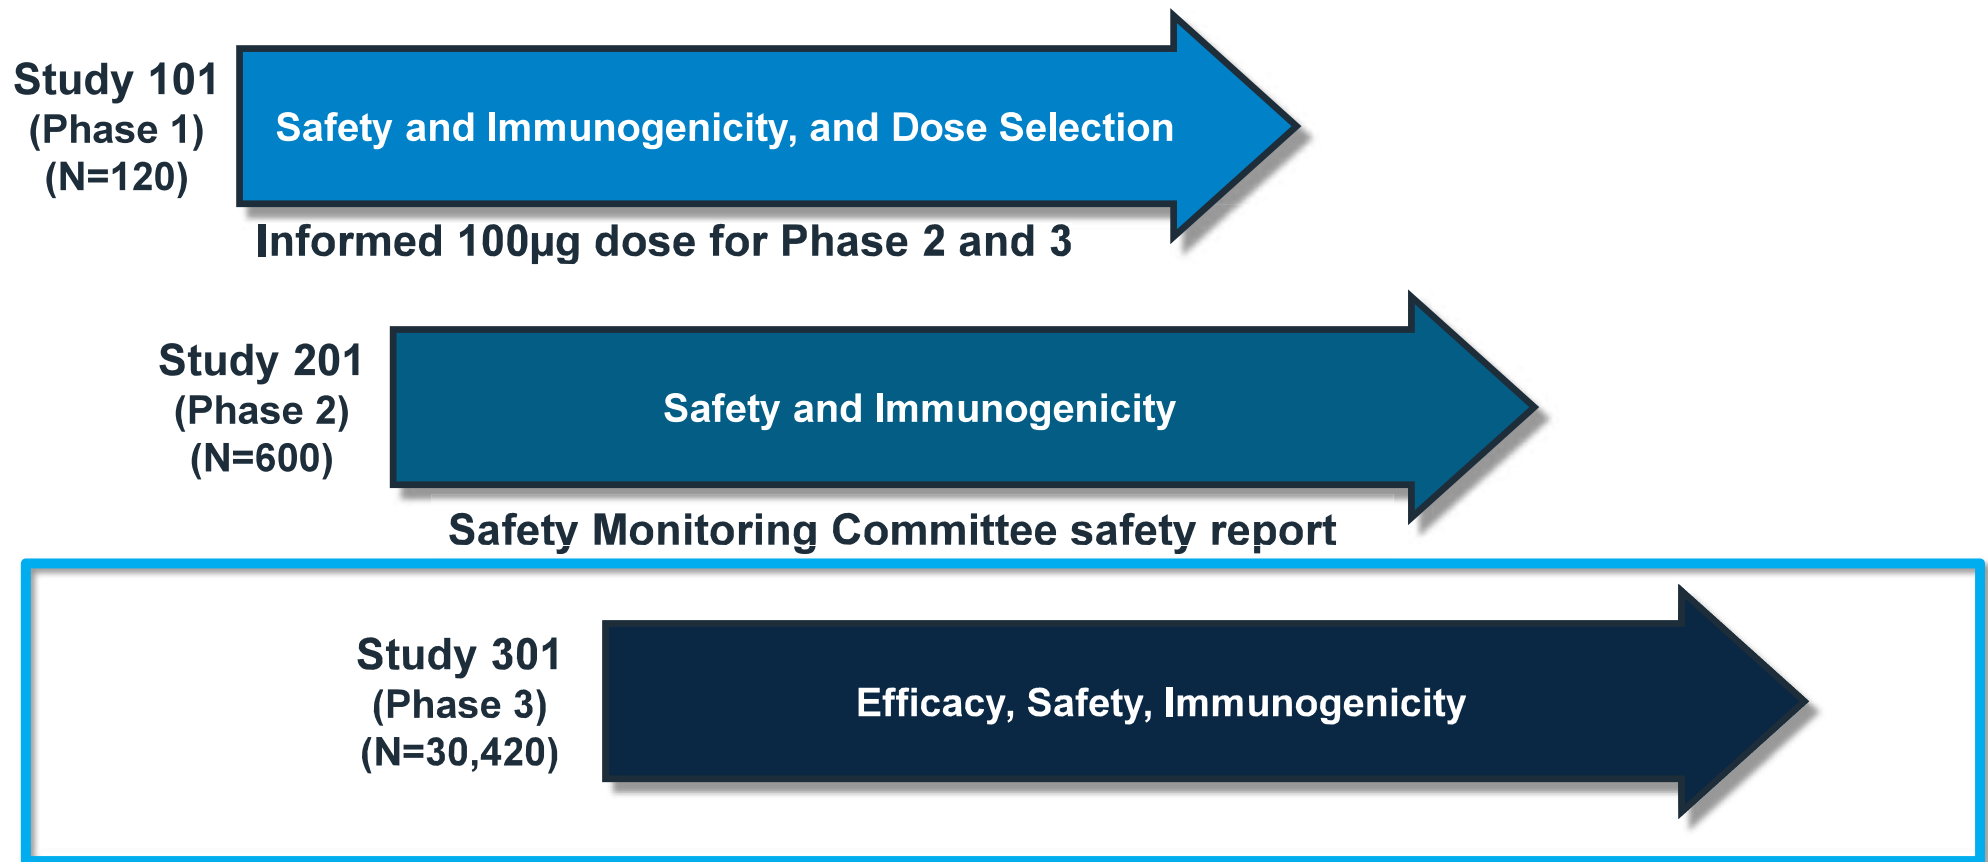 Study 101
(Phase 1)
(N=120)
Safety and Immunogenicity, and Dose Selection
Informed 100µg dose for Phase 2 and 3
Study 201
(Phase 2)
(N=600)
Safety and Immunogenicity
Safety Monitoring Committee safety report
Study 301
(Phase 3)
(N=30,420)
Efficacy, Safety, Immunogenicity